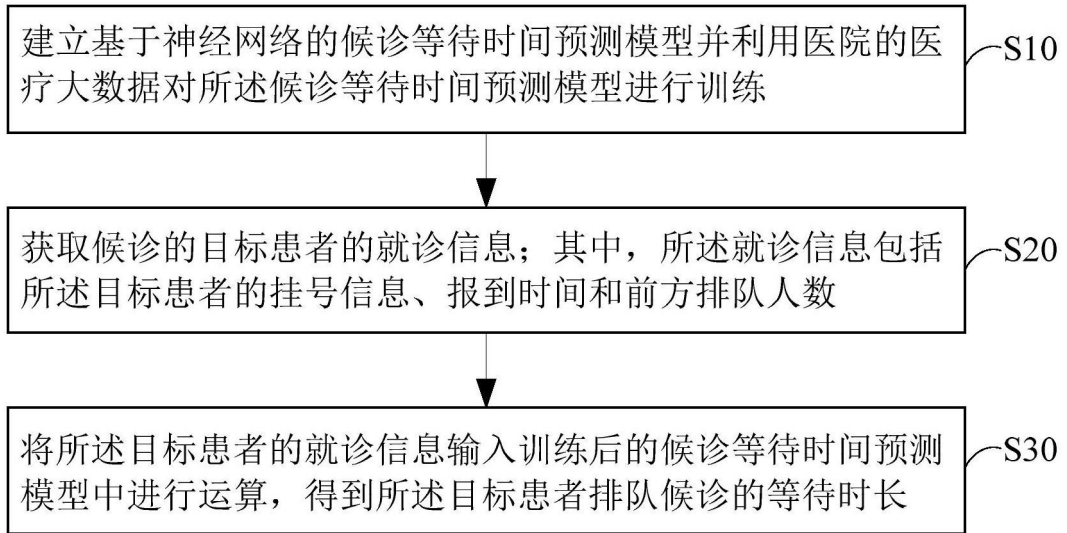 建立基于神经网络的候诊等待时间预测模型并利用医院的医
疗大数据对所述候诊等待时间预测模型进行训练
S10
获取候诊的目标患者的就诊信息；其中，所述就诊信息包括
所述目标患者的挂号信息、报到时间和前方排队人数
S20
将所述目标患者的就诊信息输入训练后的候诊等待时间预测
模型中进行运算，得到所述目标患者排队候诊的等待时长
S30